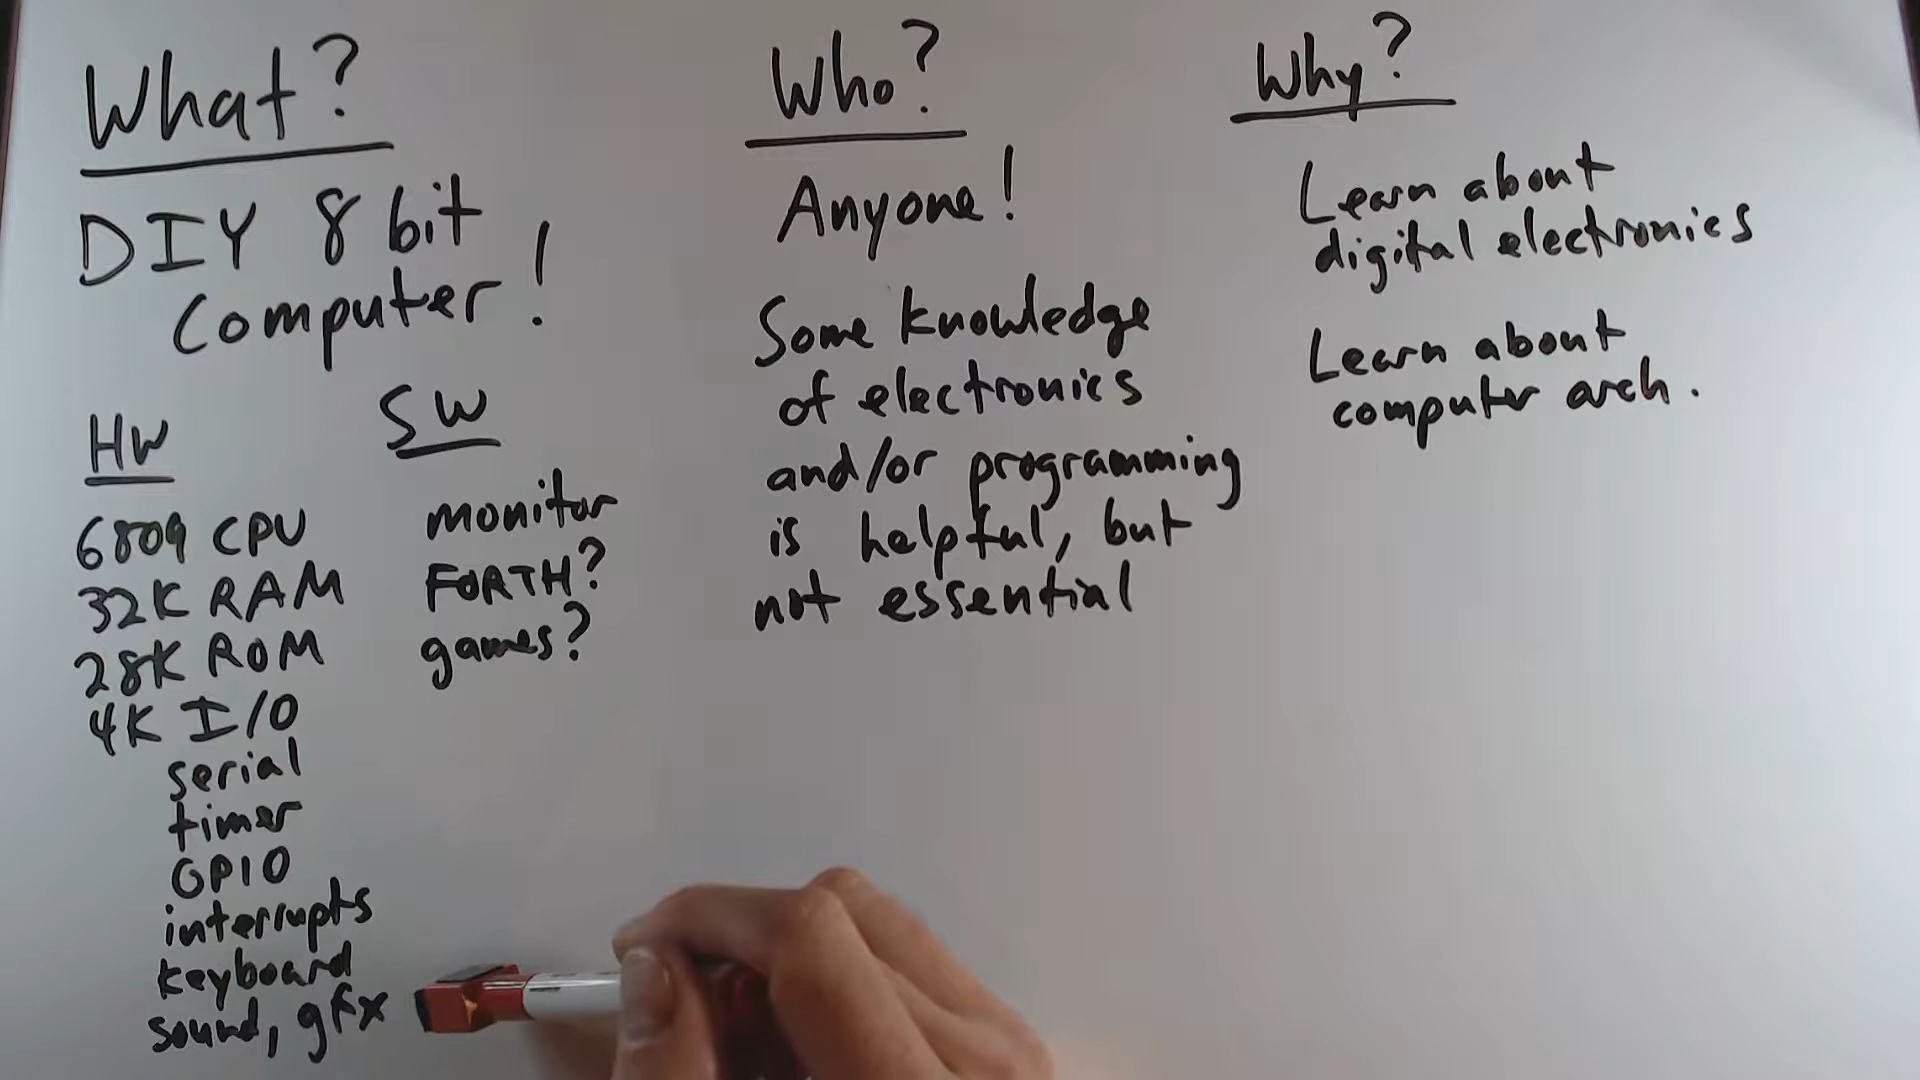 What?
DIY 8 bit
Computer!
HW
6809 CPU
32K RAM
28K ROM
4K I/O
serial
timer
GPIO
interrupts
keyboard
sound, gfx
SW
monitor
FORTH?
games?
Who?
Anyone!
Some knowledge
of electronics
and/or programming
is helpful, but
not essential
Why?
Learn about
digital electronics
Learn about
computer arch.